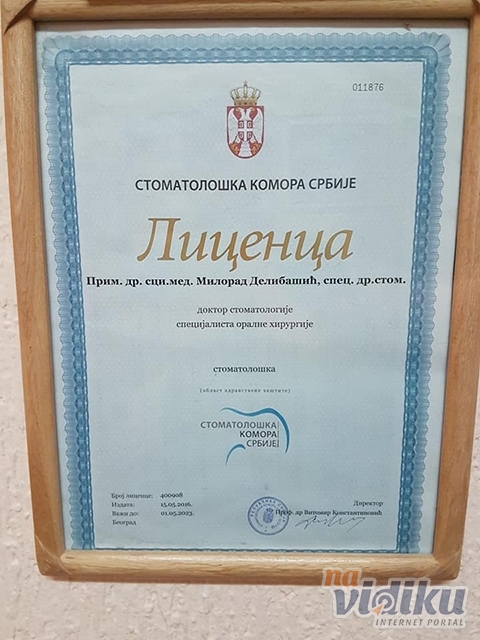 011876
СТОМАТОЛОШКА КОМОРА СРБИЈЕ
Лиценца
Прим. др. сци.мед. Милорад Делибашић, спец. др.стом.
доктор стоматологије
специјалиста оралне хирургије
стоматолошка
(област здравствене заштите)
СТОМАТОЛОШКА
КОМОРА
СРБИЈЕ
Број лиценце: 400908
Издата: 15.05.2016.
Важи до: 01.05.2023.
Београд
Директор
Прим. др Витомир Константиновић
na
vidiku
INTERNET PORTAL